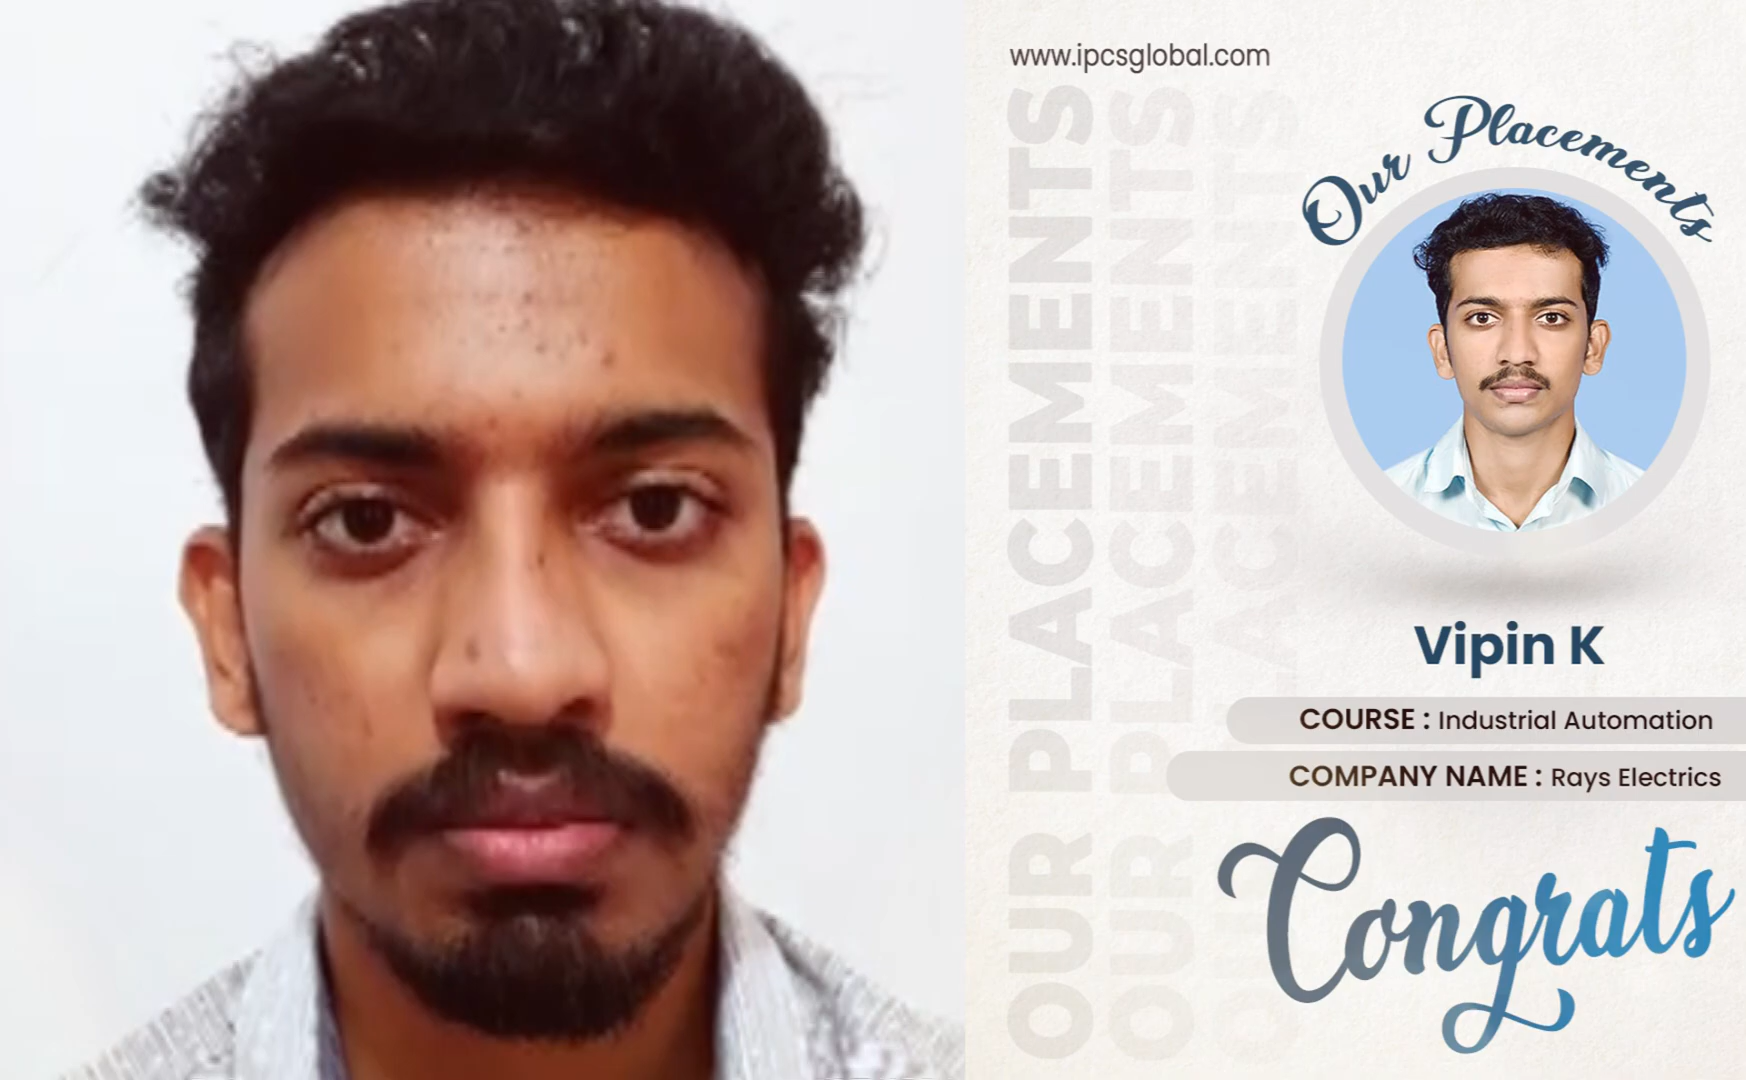 www.ipcsglobal.com
Our Placements
OUR PLACEMENTS
OUR PLACEMENTS
OUR PLACEMENTS
Vipin K
COURSE : Industrial Automation
COMPANY NAME : Rays Electrics
Congrats